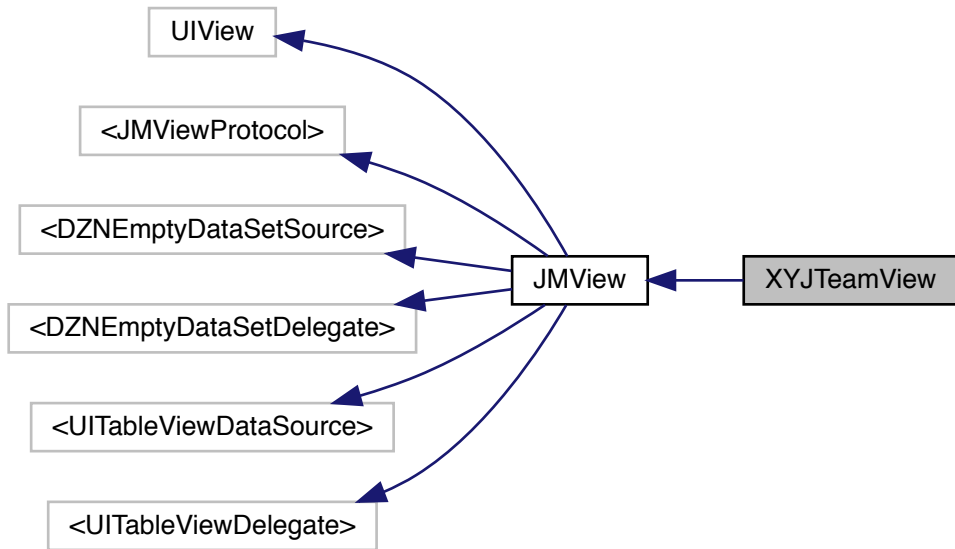 UIView
<JMViewProtocol>
<DZNEmptyDataSetSource>
JMView
XYJTeamView
<DZNEmptyDataSetDelegate>
<UITableViewDataSource>
<UITableViewDelegate>